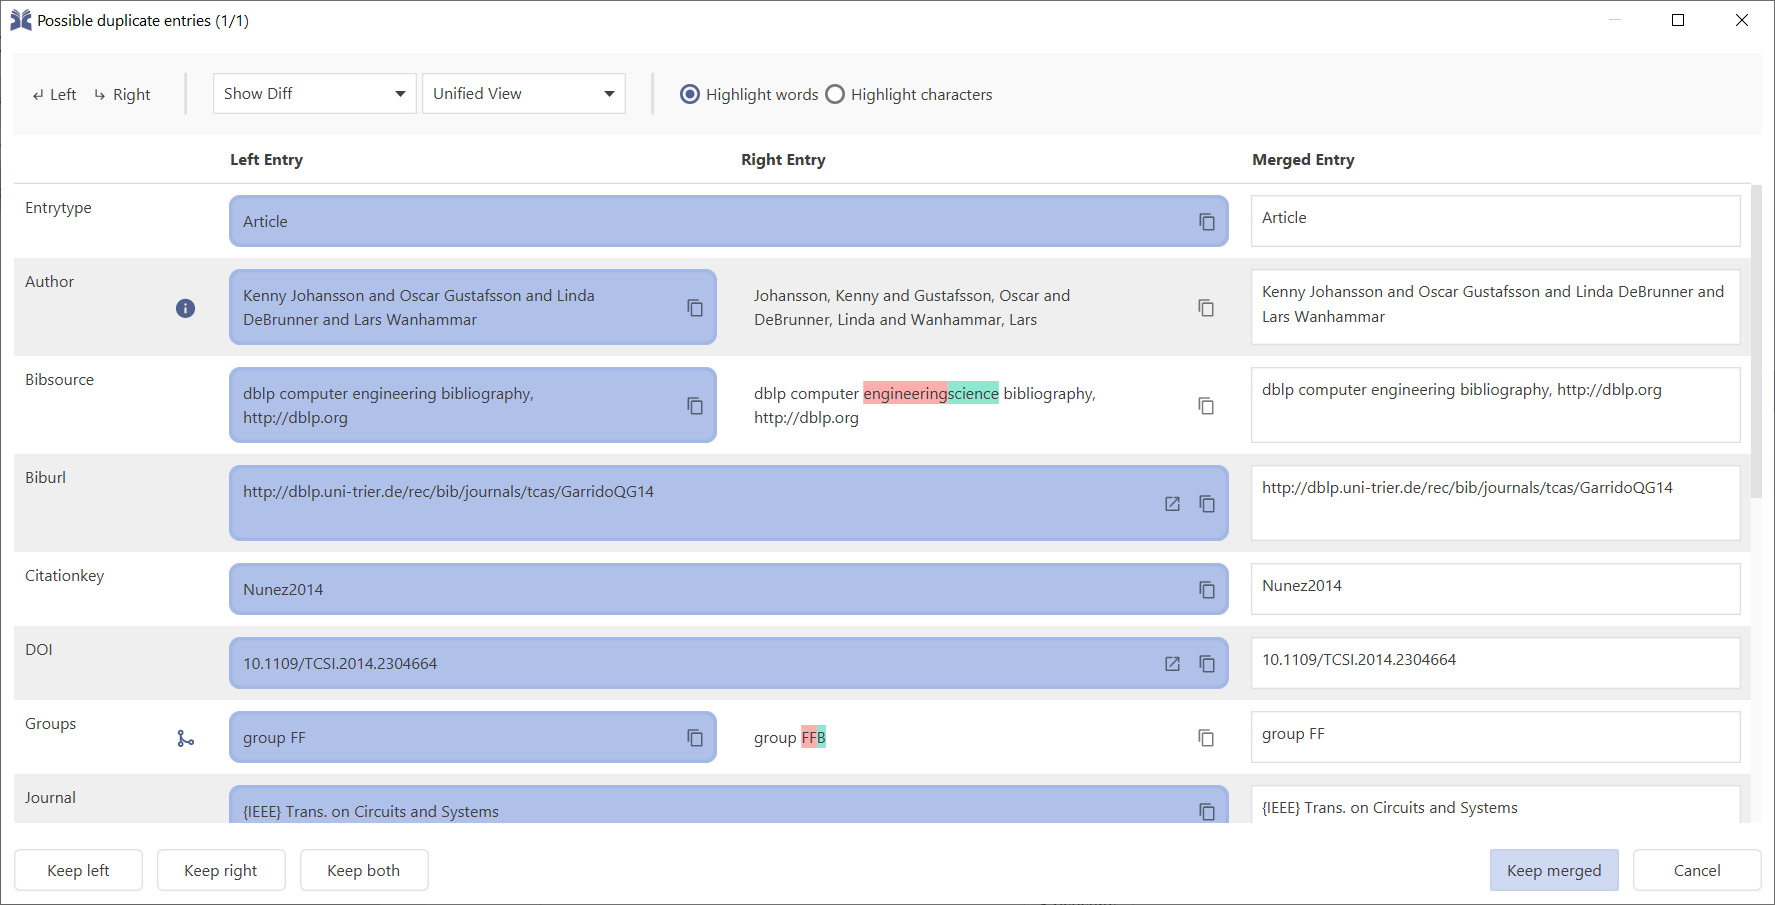 Possible duplicate entries (1/1)
Left Right Show Diff Unified View Highlight words Highlight characters
Left Entry Right Entry Merged Entry
Entrytype
Article
Article
Author
Kenny Johansson and Oscar Gustafsson and Linda
DeBrunner and Lars Wanhammar
Johansson, Kenny and Gustafsson, Oscar and
DeBrunner, Linda and Wanhammar, Lars
Kenny Johansson and Oscar Gustafsson and Linda DeBrunner and
Lars Wanhammar
Bibsource
dblp computer engineering bibliography,
http://dblp.org
dblp computer engineeringscience bibliography,
http://dblp.org
dblp computer engineering bibliography, http://dblp.org
Biburl
http://dblp.uni-trier.de/rec/bib/journals/tcas/GarridoQG14
http://dblp.uni-trier.de/rec/bib/journals/tcas/GarridoQG14
Citationkey
Nunez2014
Nunez2014
DOI
10.1109/TCSI.2014.2304664
10.1109/TCSI.2014.2304664
Groups
group FF
group FFB
group FF
Journal
{IEEE} Trans. on Circuits and Systems
{IEEE} Trans. on Circuits and Systems
Keep left Keep right Keep both Keep merged Cancel